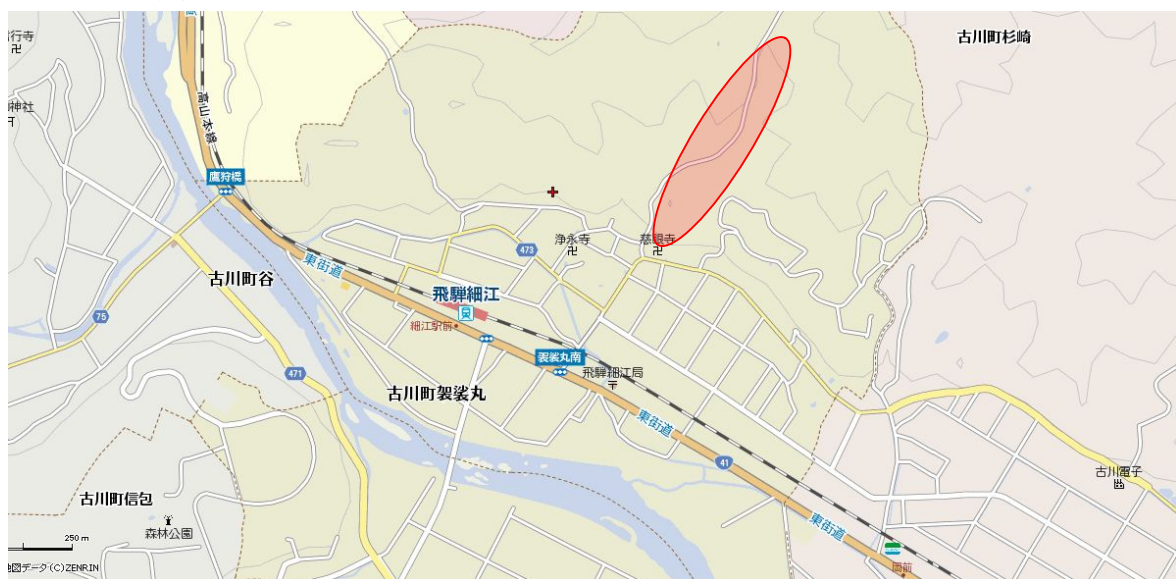 古川町杉崎
行寺
神社
高山本線
鷹狩橋
浄永寺
慈眼寺
473
東街道
古川町谷
飛騨細江
細江駅前
75
袈裟丸南
飛騨細江局
471
古川町袈裟丸
東街道
41
古川電子
古川町信包
森林公園
東街道
250 m
図データ(C)ZENRIN